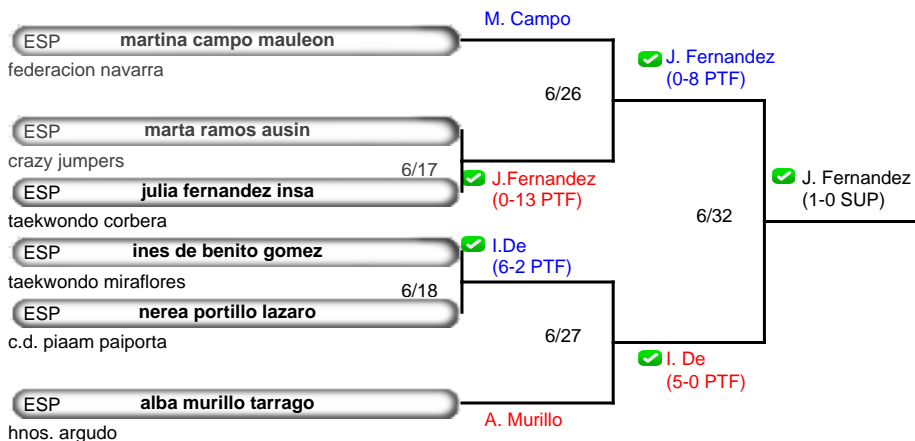 M. Campo
ESP martina campo mauleon
federacion navarra
J. Fernandez
(0-8 PTF)
6/26
ESP marta ramos ausin
crazy jumpers
6/17
J.Fernandez
(0-13 PTF)
ESP julia fernandez insa
taekwondo corbera
J. Fernandez
(1-0 SUP)
6/32
ESP ines de benito gomez
taekwondo miraflores
I.De
(6-2 PTF)
6/18
ESP nerea portillo lazaro
c.d. piaam paiporta
6/27
I. De
(5-0 PTF)
ESP alba murillo tarrago
hnos. argudo
A. Murillo